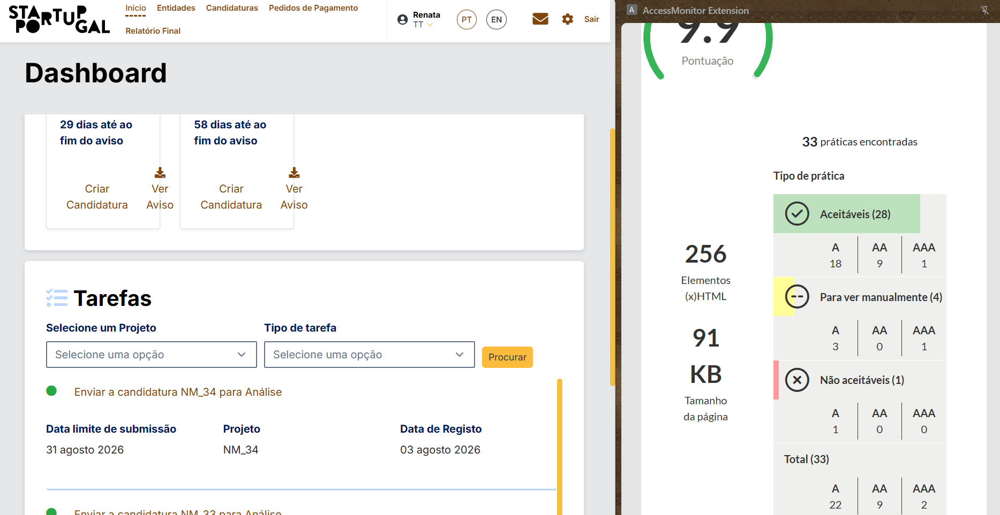 STARTUP
PORTUGAL
Início
Entidades
Candidaturas
Pedidos de Pagamento
Relatório Final
Renata
TT
PT
EN
Sair
Dashboard
29 dias até ao
fim do aviso
Criar
Candidatura
Ver
Aviso
58 dias até ao
fim do aviso
Criar
Candidatura
Ver
Aviso
Tarefas
Selecione um Projeto
Tipo de tarefa
Selecione uma opção
Selecione uma opção
Procurar
Enviar a candidatura NM_34 para Análise
Data limite de submissão
31 agosto 2026
Projeto
NM_34
Data de Registo
03 agosto 2026
Enviar a candidatura NM_33 para Análise
A AccessMonitor Extension
9.9
Pontuação
33 práticas encontradas
Tipo de prática
256
Elementos
(x)HTML
91
KB
Tamanho
da página
Aceitáveis (28)
A AA AAA
18 9 1
Para ver manualmente (4)
A AA AAA
3 0 1
Não aceitáveis (1)
A AA AAA
1 0 0
Total (33)
A AA AAA
22 9 2